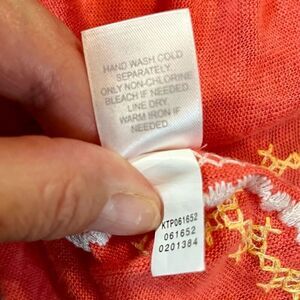 HAND WASH COLD
SEPARATELY.
ONLY NON-CHLORINE
BLEACH IF NEEDED.
LINE DRY.
WARM IRON IF
NEEDED.
KTP061652
061652
0201384